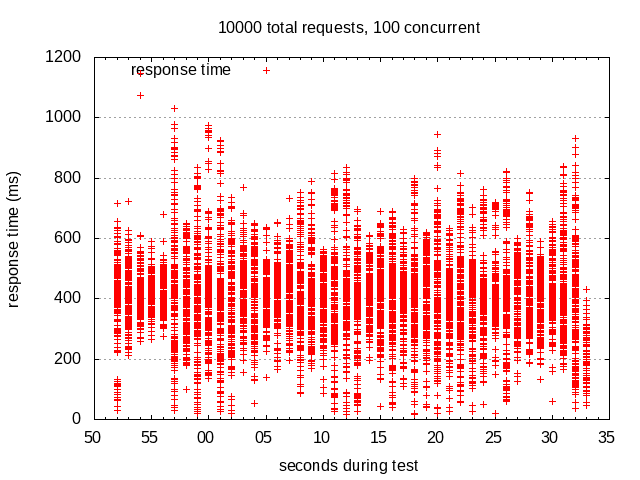 10000 total requests, 100 concurrent
1200
response time
1000
800
600
400
200
0
response time (ms)
50 55 00 05 10 15 20 25 30 35
seconds during test